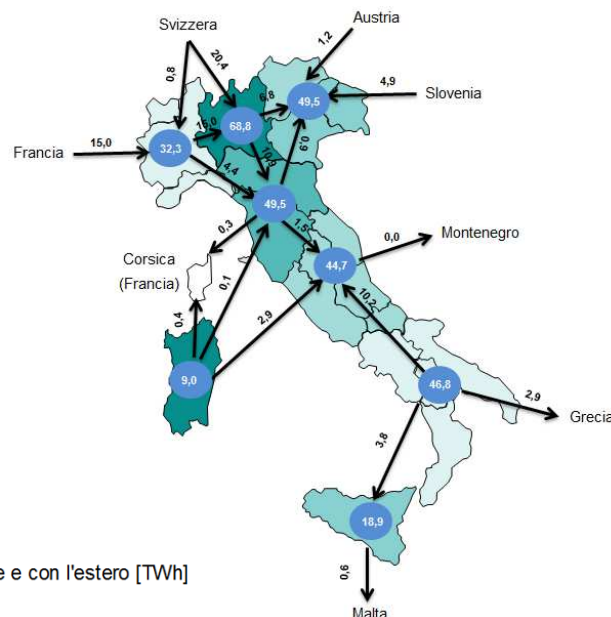 Svizzera
Austria
1,2
20,4
0,8
4,9
Slovenia
6,8
49,5
68,8
15,0
Francia
15,0
32,3
10,9
0,9
4,4
49,5
0,3
1,5
0,0
Montenegro
Corsica
(Francia)
44,7
0,1
10,2
0,4
2,9
9,0
46,8
2,9
Grecia
3,8
18,9
e e con l'estero [TWh]
0,6
Malta